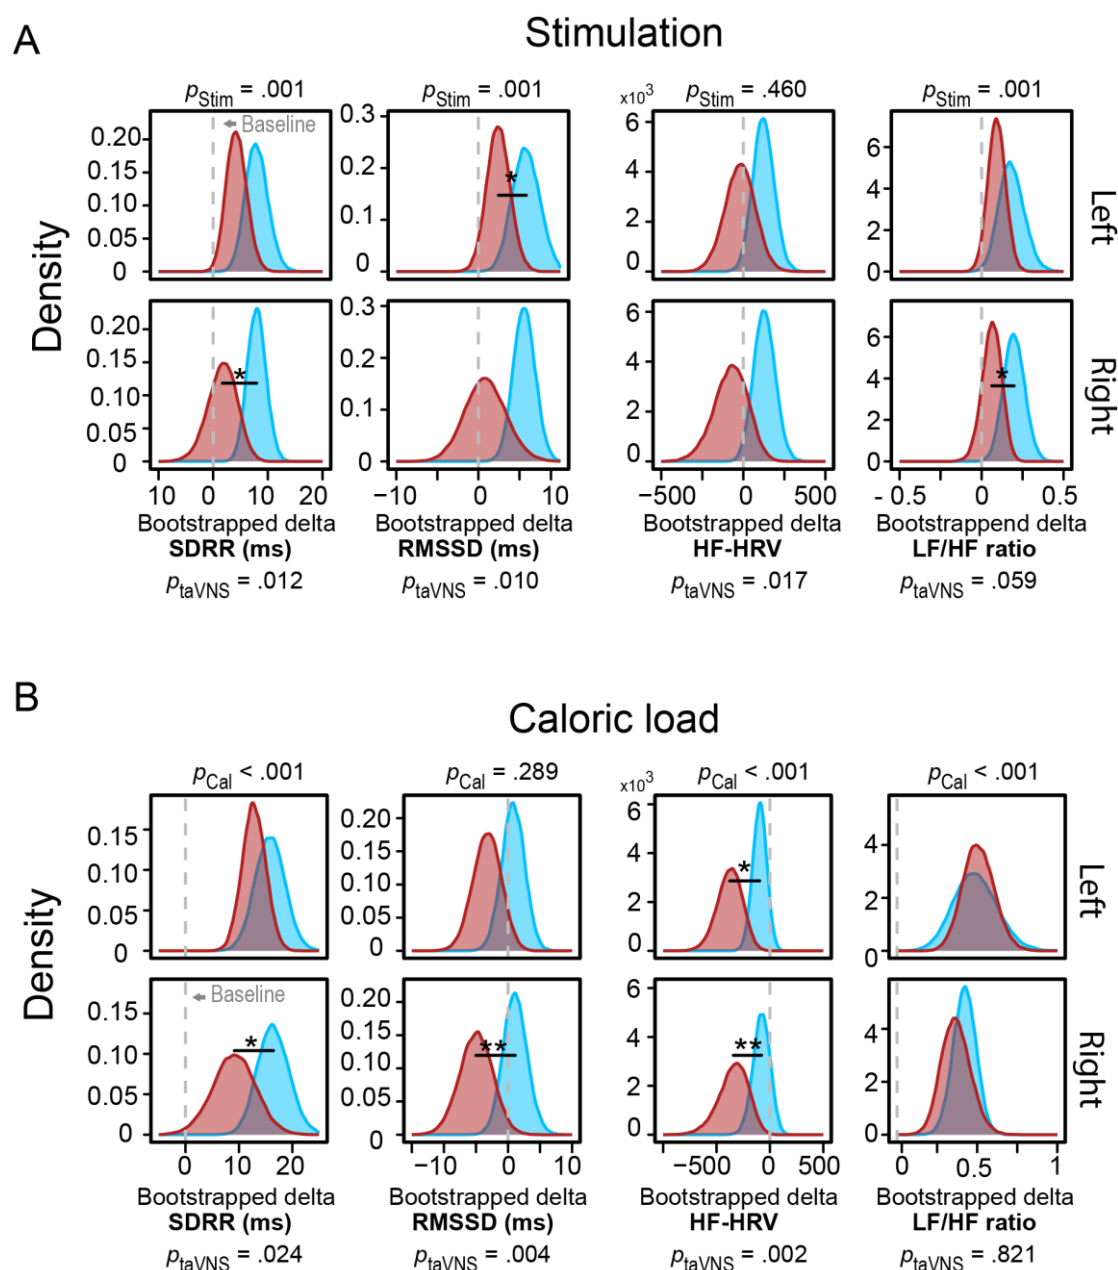 A
Stimulation
pStim = .001
pStim = .001
x10³
pStim = .460
pStim = .001
Density
0.20
0.15
0.10
0.05
0
Baseline
0.3
0.2
0.1
0
*
6
4
2
0
6
4
2
0
Left
0.20
0.15
0.10
0.05
0
*
0.3
0.2
0.1
0
6
4
2
0
6
4
2
0
*
Right
10 0 10 20
−10 0 10
−500 0 500
- 0.5 0 0.5
Bootstrapped delta
SDRR (ms)
ptaVNS = .012
Bootstrapped delta
RMSSD (ms)
ptaVNS = .010
Bootstrapped delta
HF-HRV
ptaVNS = .017
Bootstrappend delta
LF/HF ratio
ptaVNS = .059
B
Caloric load
pCal < .001
pCal = .289
x10³
pCal < .001
pCal < .001
Density
0.15
0.10
0.05
0
0.20
0.15
0.10
0.05
0
6
4
2
0
*
4
2
0
Left
0.15
0.10
0.05
0
Baseline
*
0.20
0.15
0.10
0.05
0
**
6
4
2
0
**
4
2
0
Right
0 10 20
−10 0 10
−500 0 500
0 0.5 1
Bootstrapped delta
SDRR (ms)
ptaVNS = .024
Bootstrapped delta
RMSSD (ms)
ptaVNS = .004
Bootstrapped delta
HF-HRV
ptaVNS = .002
Bootstrapped delta
LF/HF ratio
ptaVNS = .821